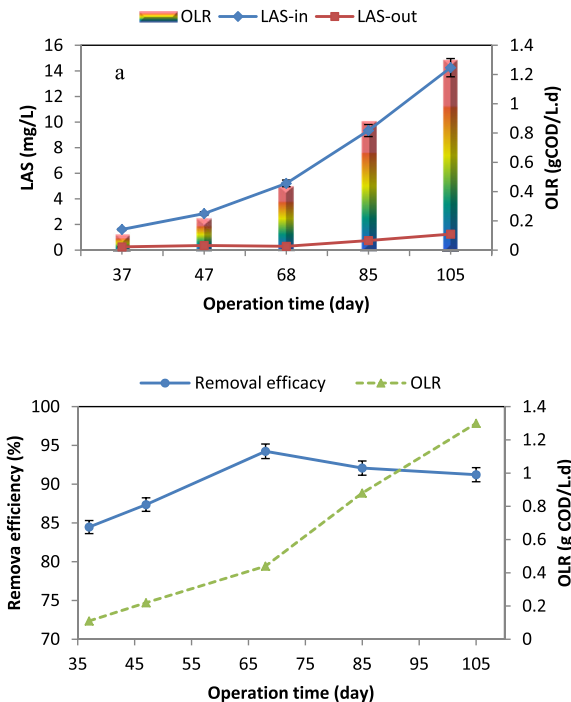 OLR LAS-in LAS-out
a
16 1.4
14 1.2
12 1
10 0.8
8 0.6
6 0.4
4 0.2
2 0
0
LAS (mg/L)
OLR (gCOD/L.d)
37 47 68 85 105
Operation time (day)
Removal efficacy OLR
100 1.4
95 1.2
90 1
85 0.8
80 0.6
75 0.4
70 0.2
0
Remova efficiency (%)
OLR (g COD/L.d)
35 45 55 65 75 85 95 105
Operation time (day)